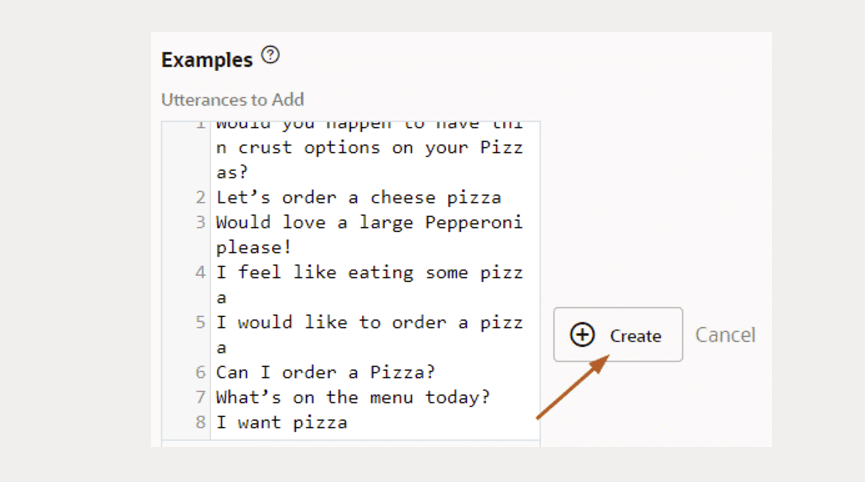 Examples ?
Utterances to Add
1 Would you happen to have thi
n crust options on your Pizz
as?
2 Let’s order a cheese pizza
3 Would love a large Pepperoni
please!
4 I feel like eating some pizz
a
5 I would like to order a pizz
a
6 Can I order a Pizza?
7 What’s on the menu today?
8 I want pizza
Create Cancel